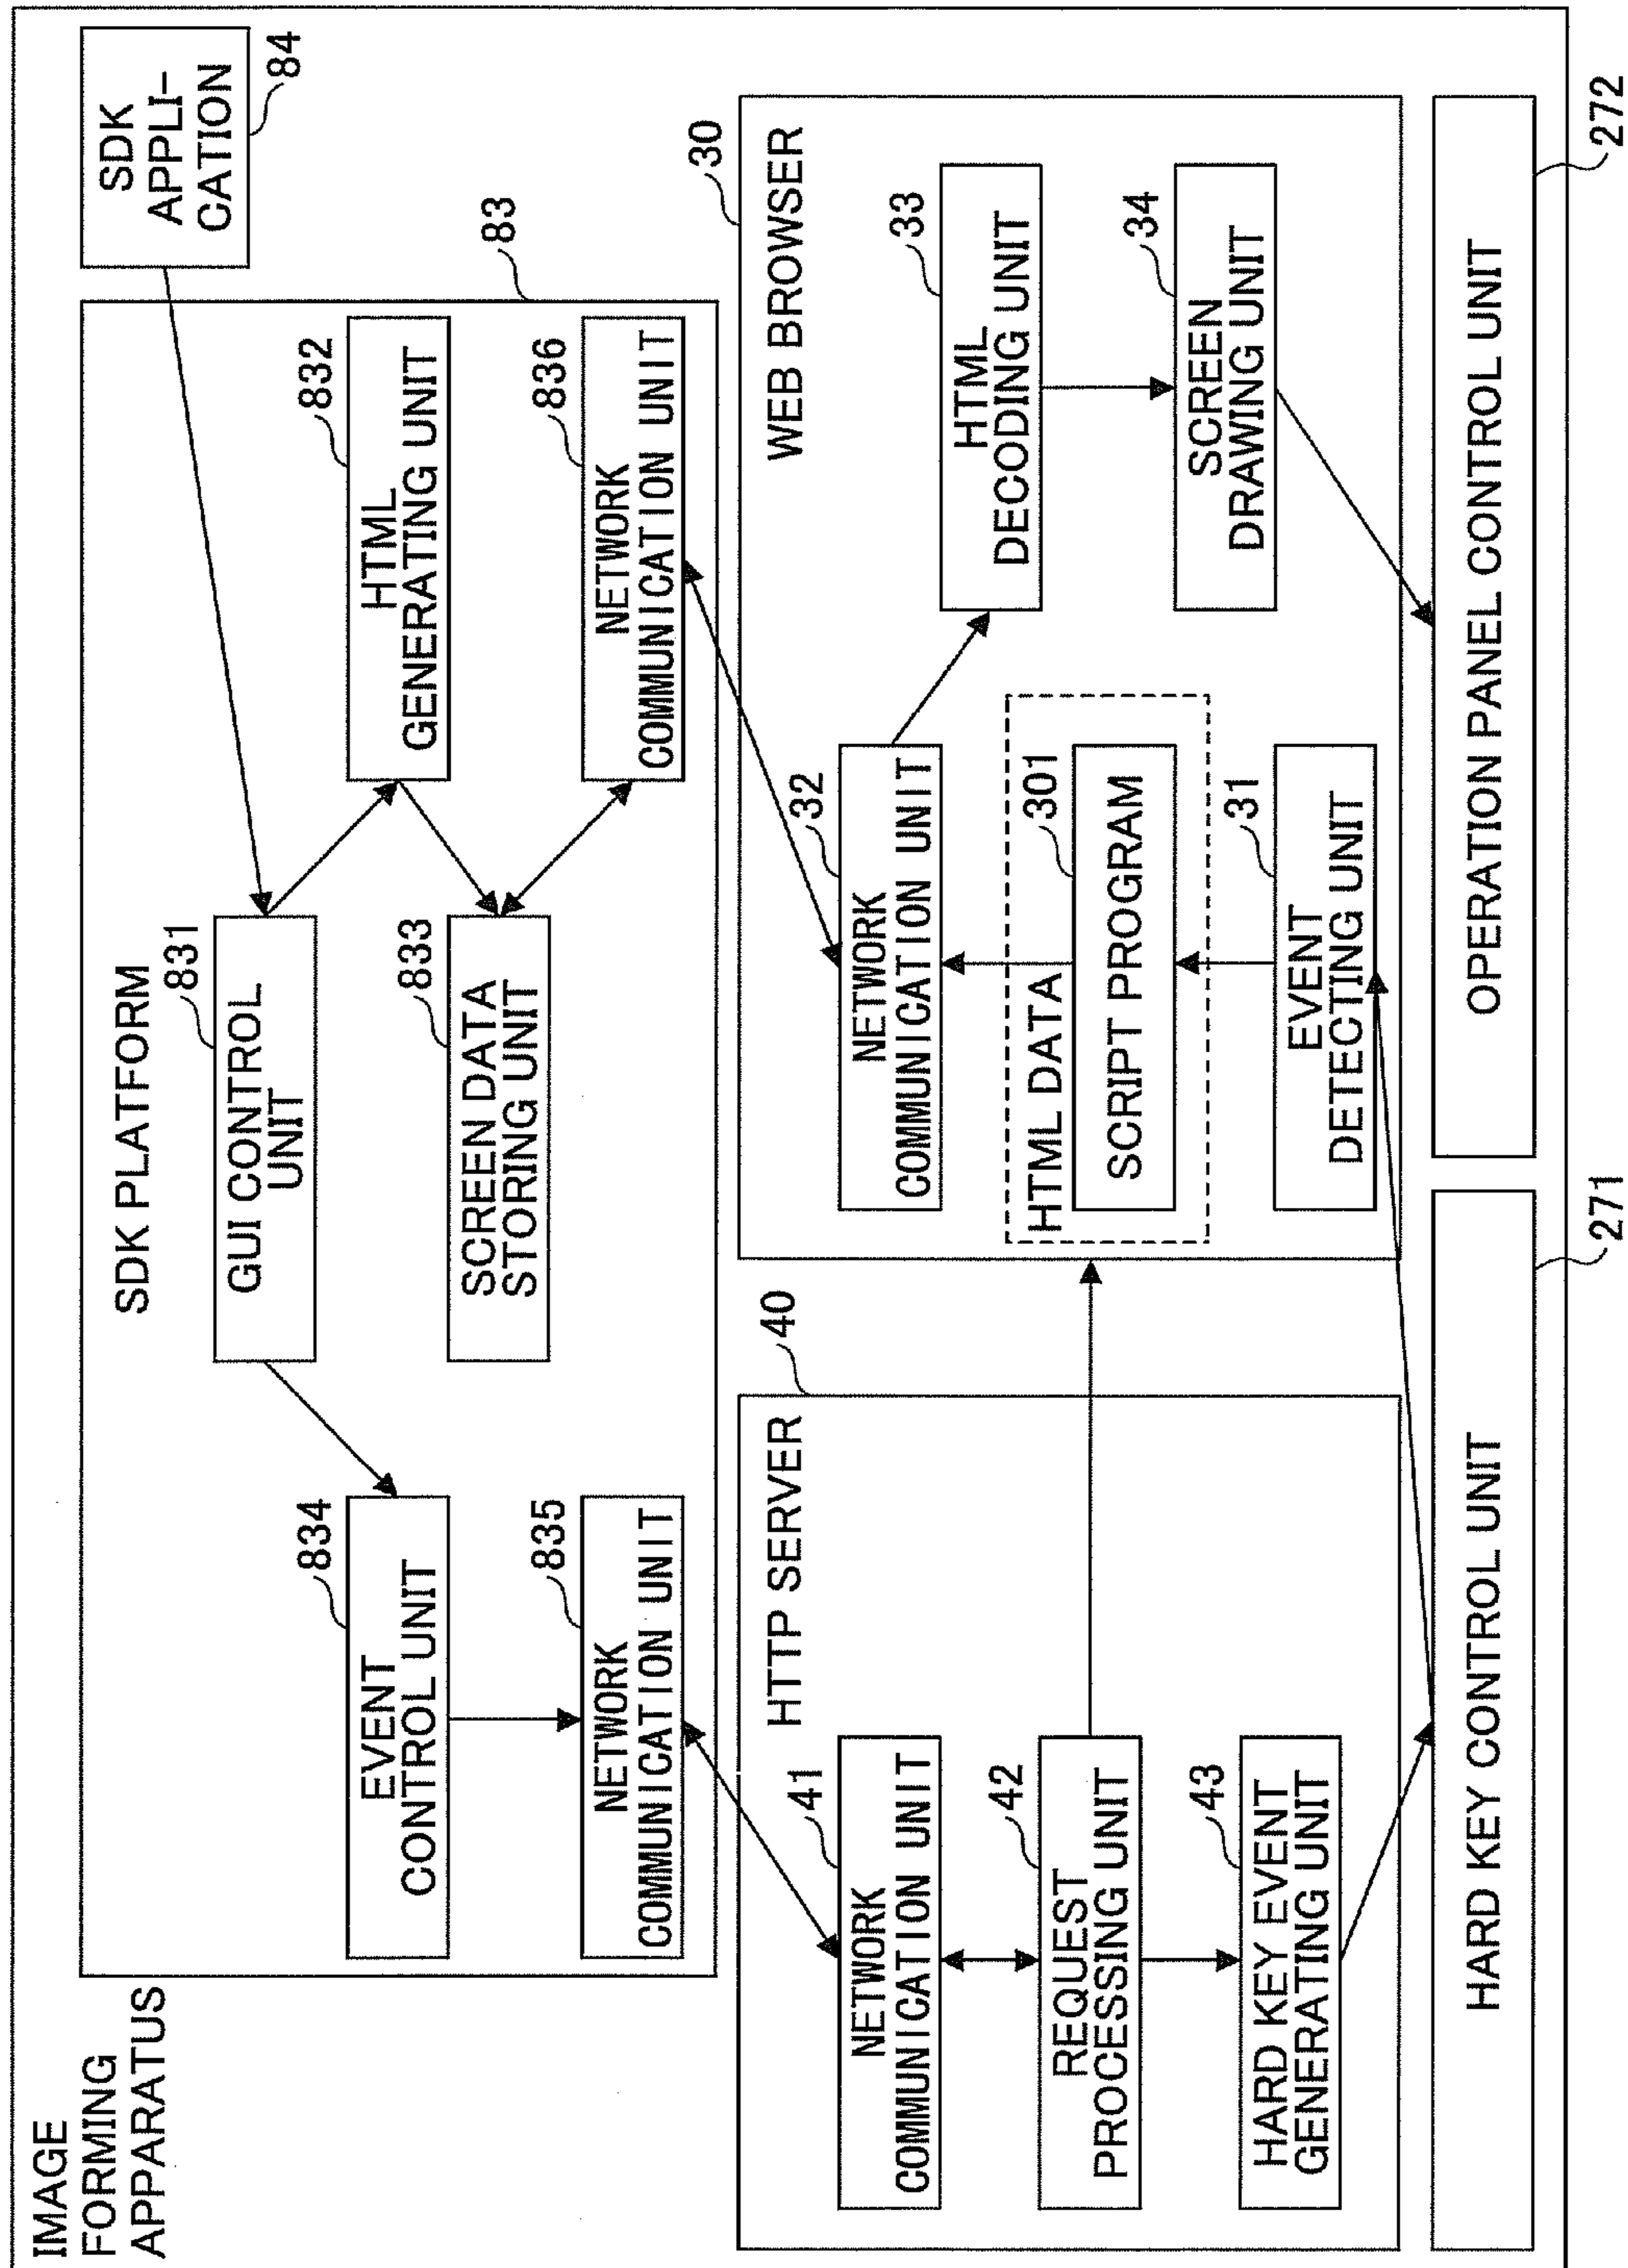 IMAGE
FORMING
APPARATUS
SDK
APPLI-
CATION
84
SDK PLATFORM
83
GUI CONTROL
UNIT
831
EVENT
CONTROL UNIT
834
HTML
GENERATING UNIT
832
SCREEN DATA
STORING UNIT
833
NETWORK
COMMUNICATION UNIT
835
NETWORK
COMMUNICATION UNIT
836
HTTP SERVER
40
NETWORK
COMMUNICATION UNIT
41
REQUEST
PROCESSING UNIT
42
HARD KEY EVENT
GENERATING UNIT
43
WEB BROWSER
30
NETWORK
COMMUNICATION UNIT
32
HTML
DECODING UNIT
33
HTML DATA
SCRIPT PROGRAM
301
SCREEN
DRAWING UNIT
34
EVENT
DETECTING UNIT
31
HARD KEY CONTROL UNIT
271
OPERATION PANEL CONTROL UNIT
272